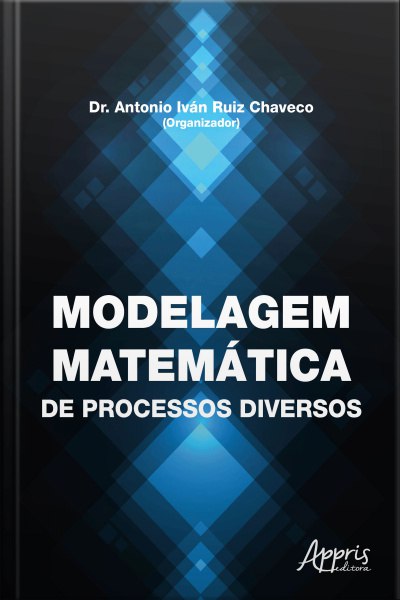 Dr. Antonio Iván Ruiz Chaveco
(Organizador)
MODELAGEM
MATEMÁTICA
DE PROCESSOS DIVERSOS
Appris
editora